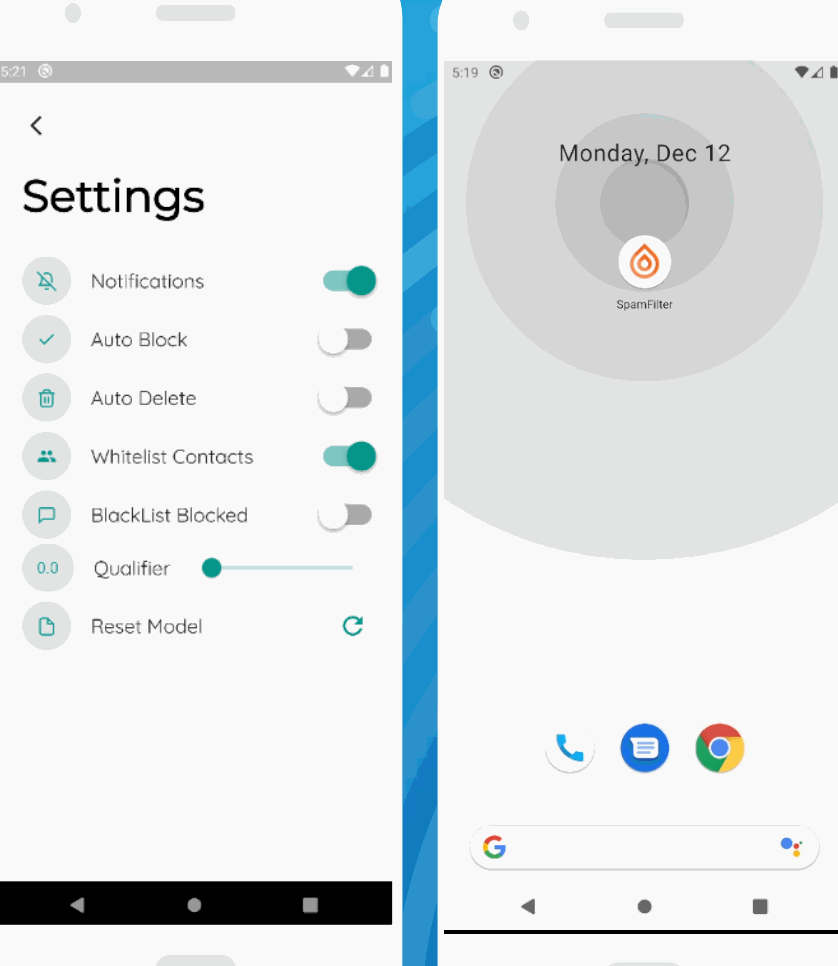 5:21
Settings
Notifications
Auto Block
Auto Delete
Whitelist Contacts
BlackList Blocked
0.0 Qualifier
Reset Model
5:19
Monday, Dec 12
SpamFilter
G